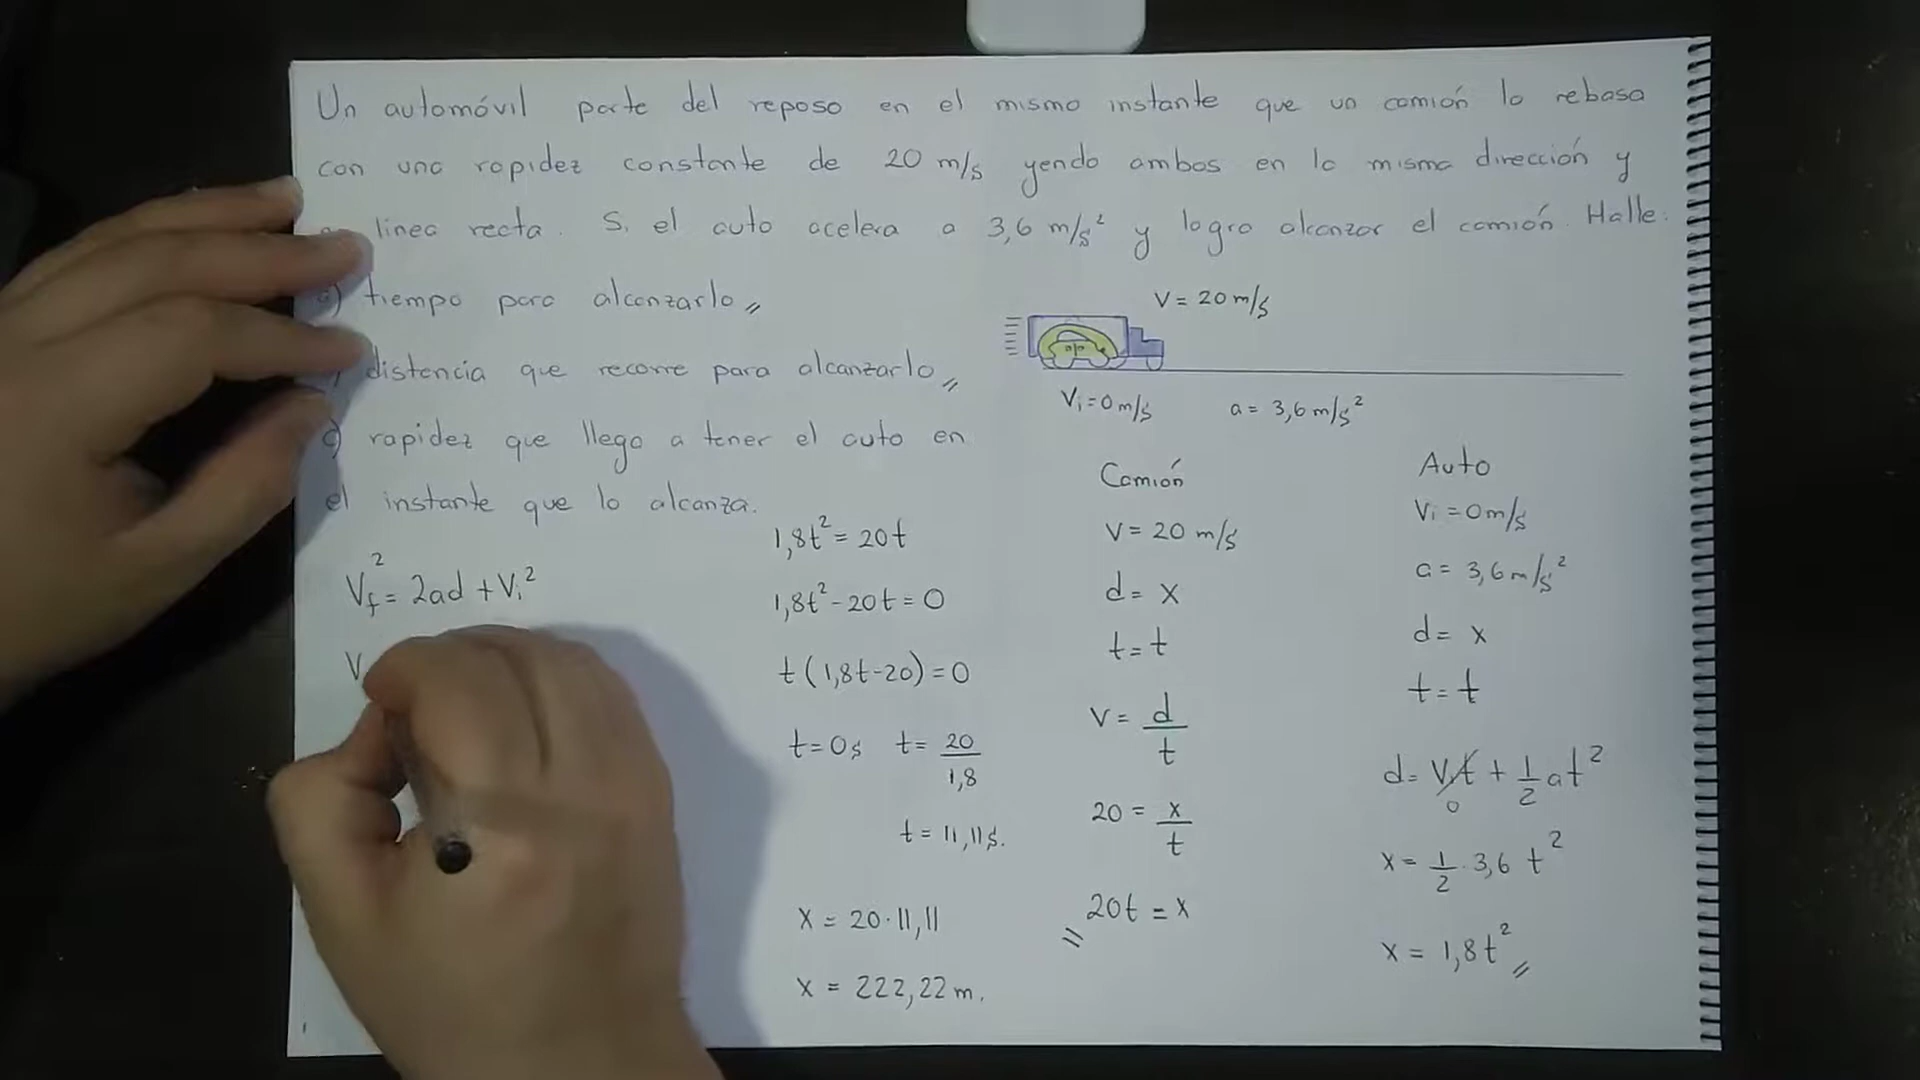 Un automóvil parte del reposo en el mismo instante que un camión lo rebasa
con una rapidez constante de 20 m/s yendo ambos en la misma dirección y
linea recta. Si el auto acelera a 3,6 m/s² y logra alcanzar el camión. Halle:
a) tiempo para alcanzarlo
distancia que recorre para alcanzarlo
c) rapidez que llega a tener el auto en
el instante que lo alcanza.
V = 20 m/s
Vi = 0 m/s a = 3,6 m/s²
Vf² = 2ad + Vi²
V
1,8t² = 20t
1,8t² - 20t = 0
t (1,8t - 20) = 0
t = 0s t = 20/1,8
t = 11,11s.
x = 20 · 11,11
x = 222,22 m.
Camión
V = 20 m/s
d = x
t = t
V = d/t
20 = x/t
20t = x
Auto
Vi = 0 m/s
a = 3,6 m/s²
d = x
t = t
d = Vit + 1/2 at²
0
x = 1/2 · 3,6 t²
x = 1,8t²